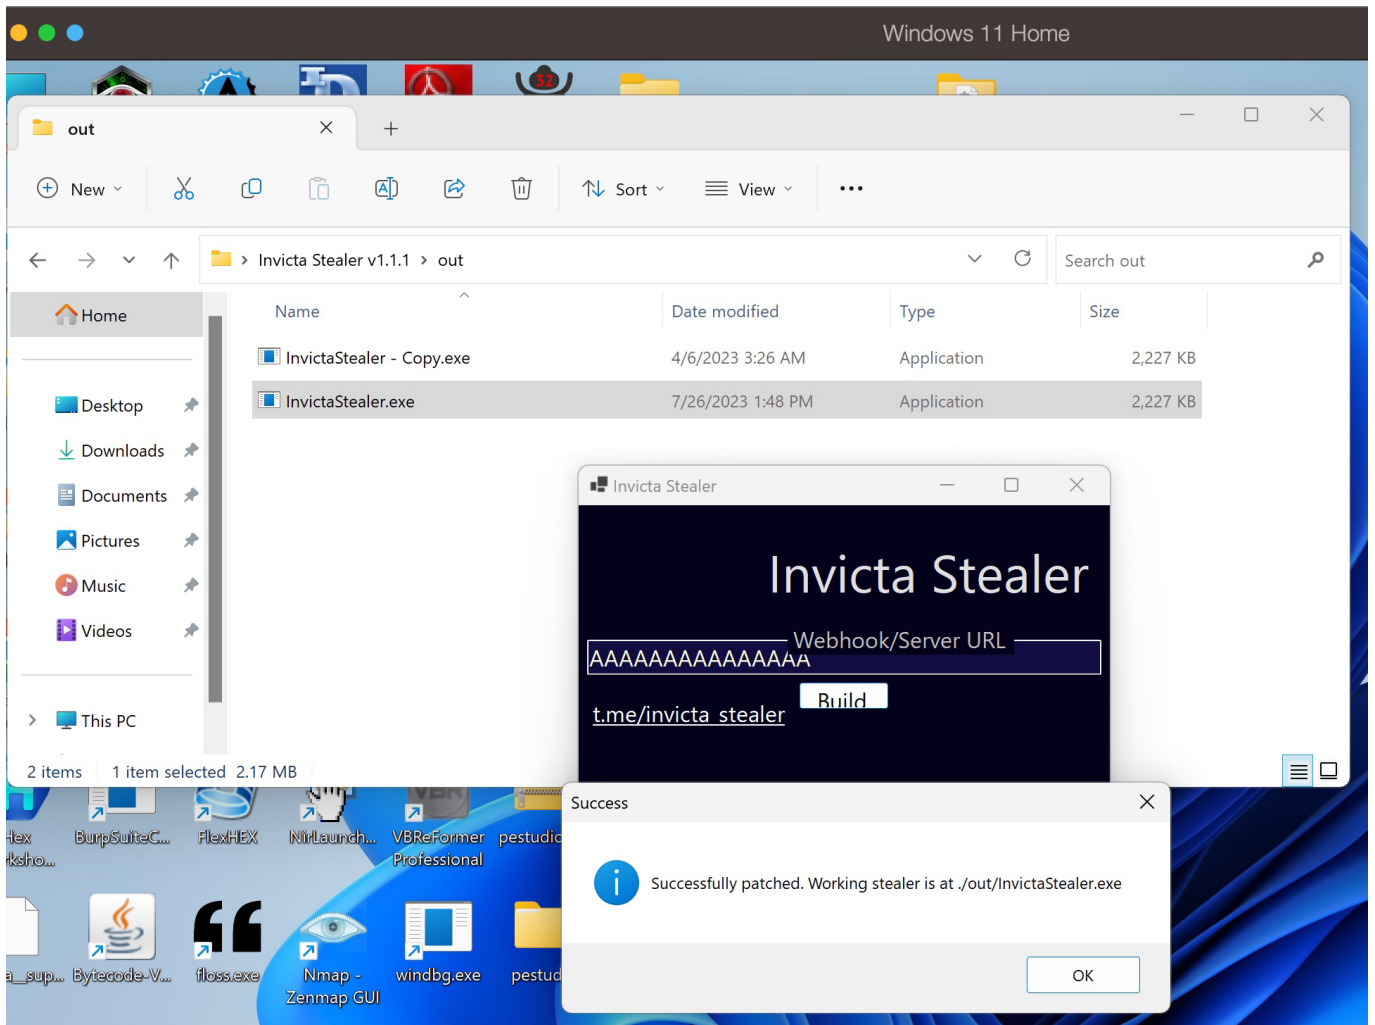 Windows 11 Home
32
out
New
Sort
View
Invicta Stealer v1.1.1 > out
Search out
Home
Name
Date modified
Type
Size
InvictaStealer - Copy.exe
4/6/2023 3:26 AM
Application
2,227 KB
InvictaStealer.exe
7/26/2023 1:48 PM
Application
2,227 KB
Desktop
Downloads
Documents
Pictures
Music
Videos
This PC
2 items
1 item selected 2.17 MB
Invicta Stealer
Invicta Stealer
Webhook/Server URL
AAAAAAAAAAAAAAA
Build
t.me/invicta_stealer
Success
Successfully patched. Working stealer is at ./out/InvictaStealer.exe
OK
BurpSuiteC...
FlexHEX
NirLaunch...
VBReFormer
Professional
Bytecode-V...
floss.exe
Nmap -
Zenmap GUI
windbg.exe